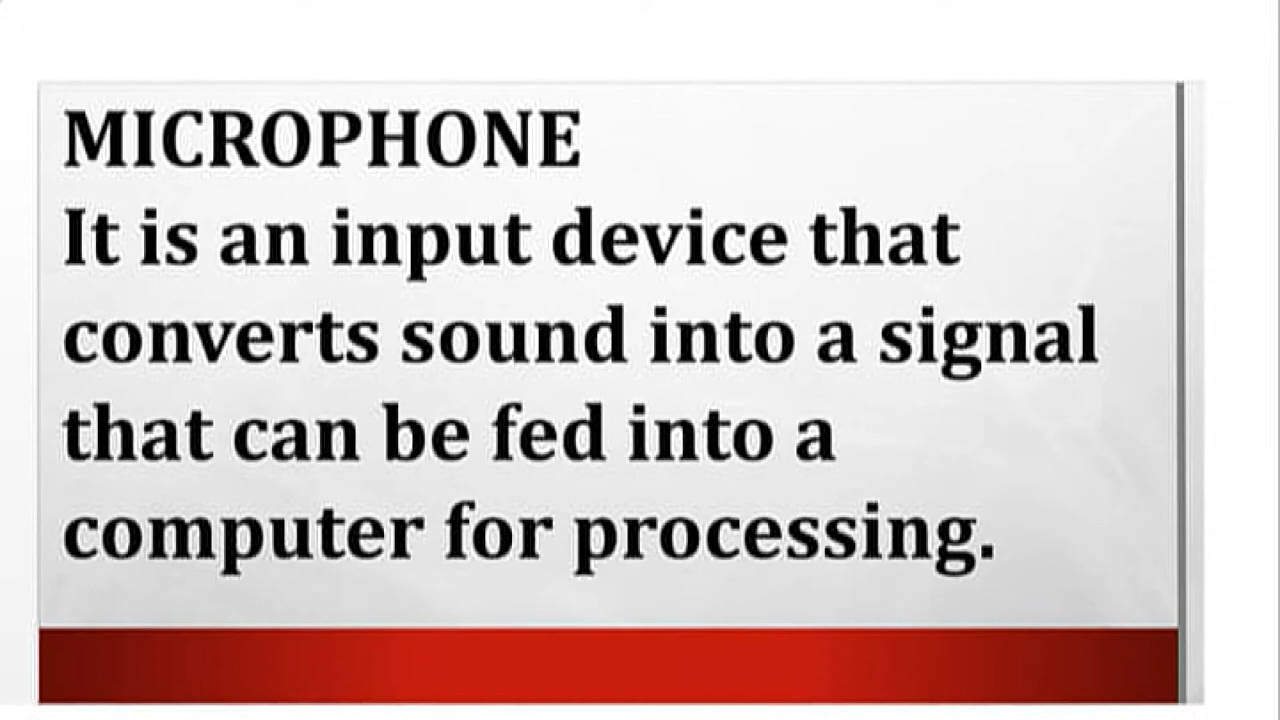 MICROPHONE
It is an input device that
converts sound into a signal
that can be fed into a
computer for processing.